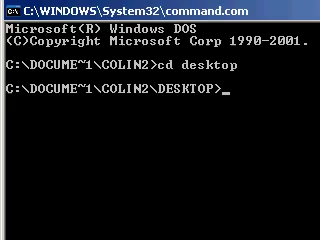 C:\WINDOWS\System32\command.com
Microsoft(R) Windows DOS
(C)Copyright Microsoft Corp 1990-2001.
C:\DOCUME~1\COLIN2>cd desktop
C:\DOCUME~1\COLIN2\DESKTOP>_